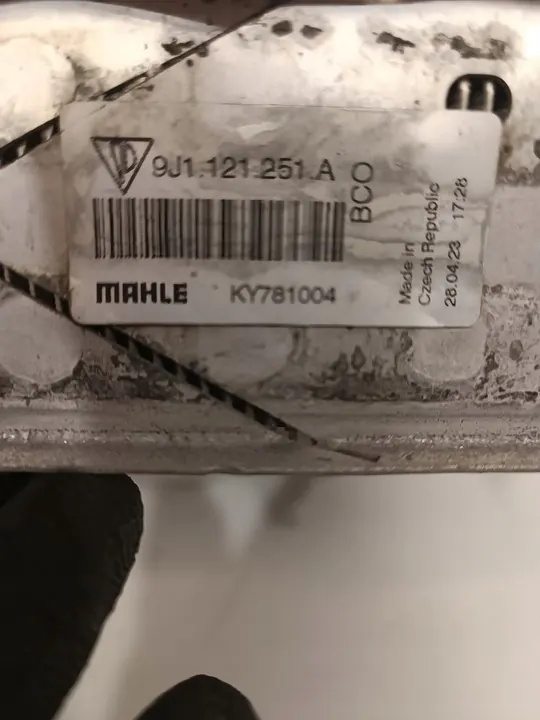 9J1.121.251.A
BCO
MAHLE KY781004
Made in
Czech Republic
28.04.23 17:28